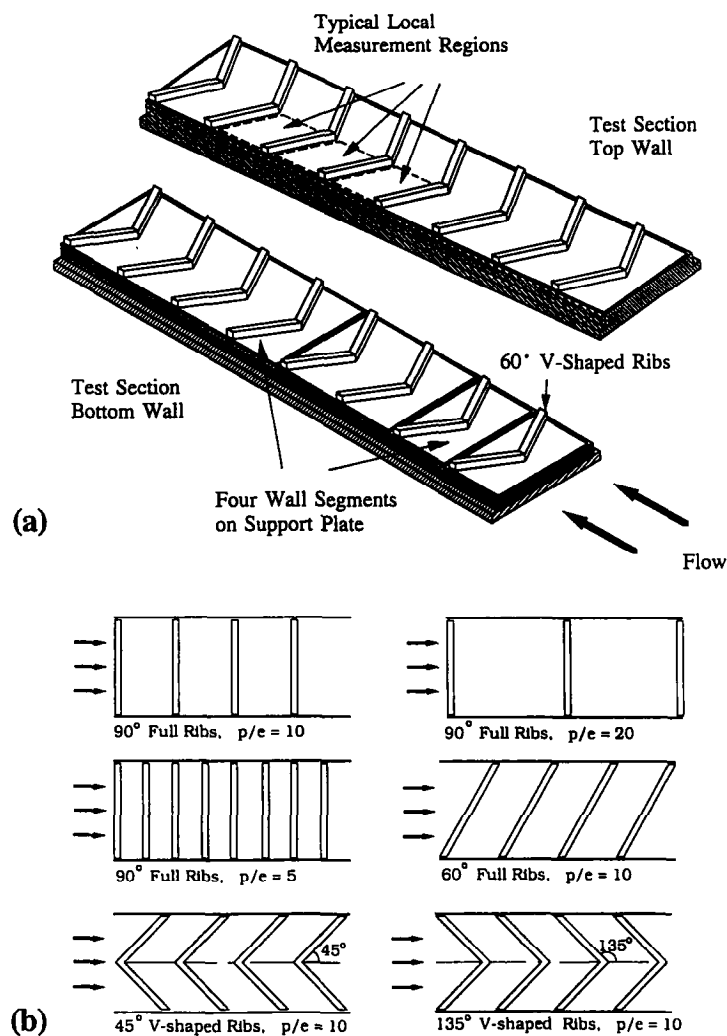 Typical Local
Measurement Regions
Test Section
Top Wall
60° V-Shaped Ribs
Test Section
Bottom Wall
Four Wall Segments
on Support Plate
(a)
Flow
90° Full Ribs, p/e = 10
90° Full Ribs, p/e = 20
90° Full Ribs, p/e = 5
60° Full Ribs, p/e = 10
45°
135°
(b)
45° V-shaped Ribs, p/e = 10
135° V-shaped Ribs, p/e = 10